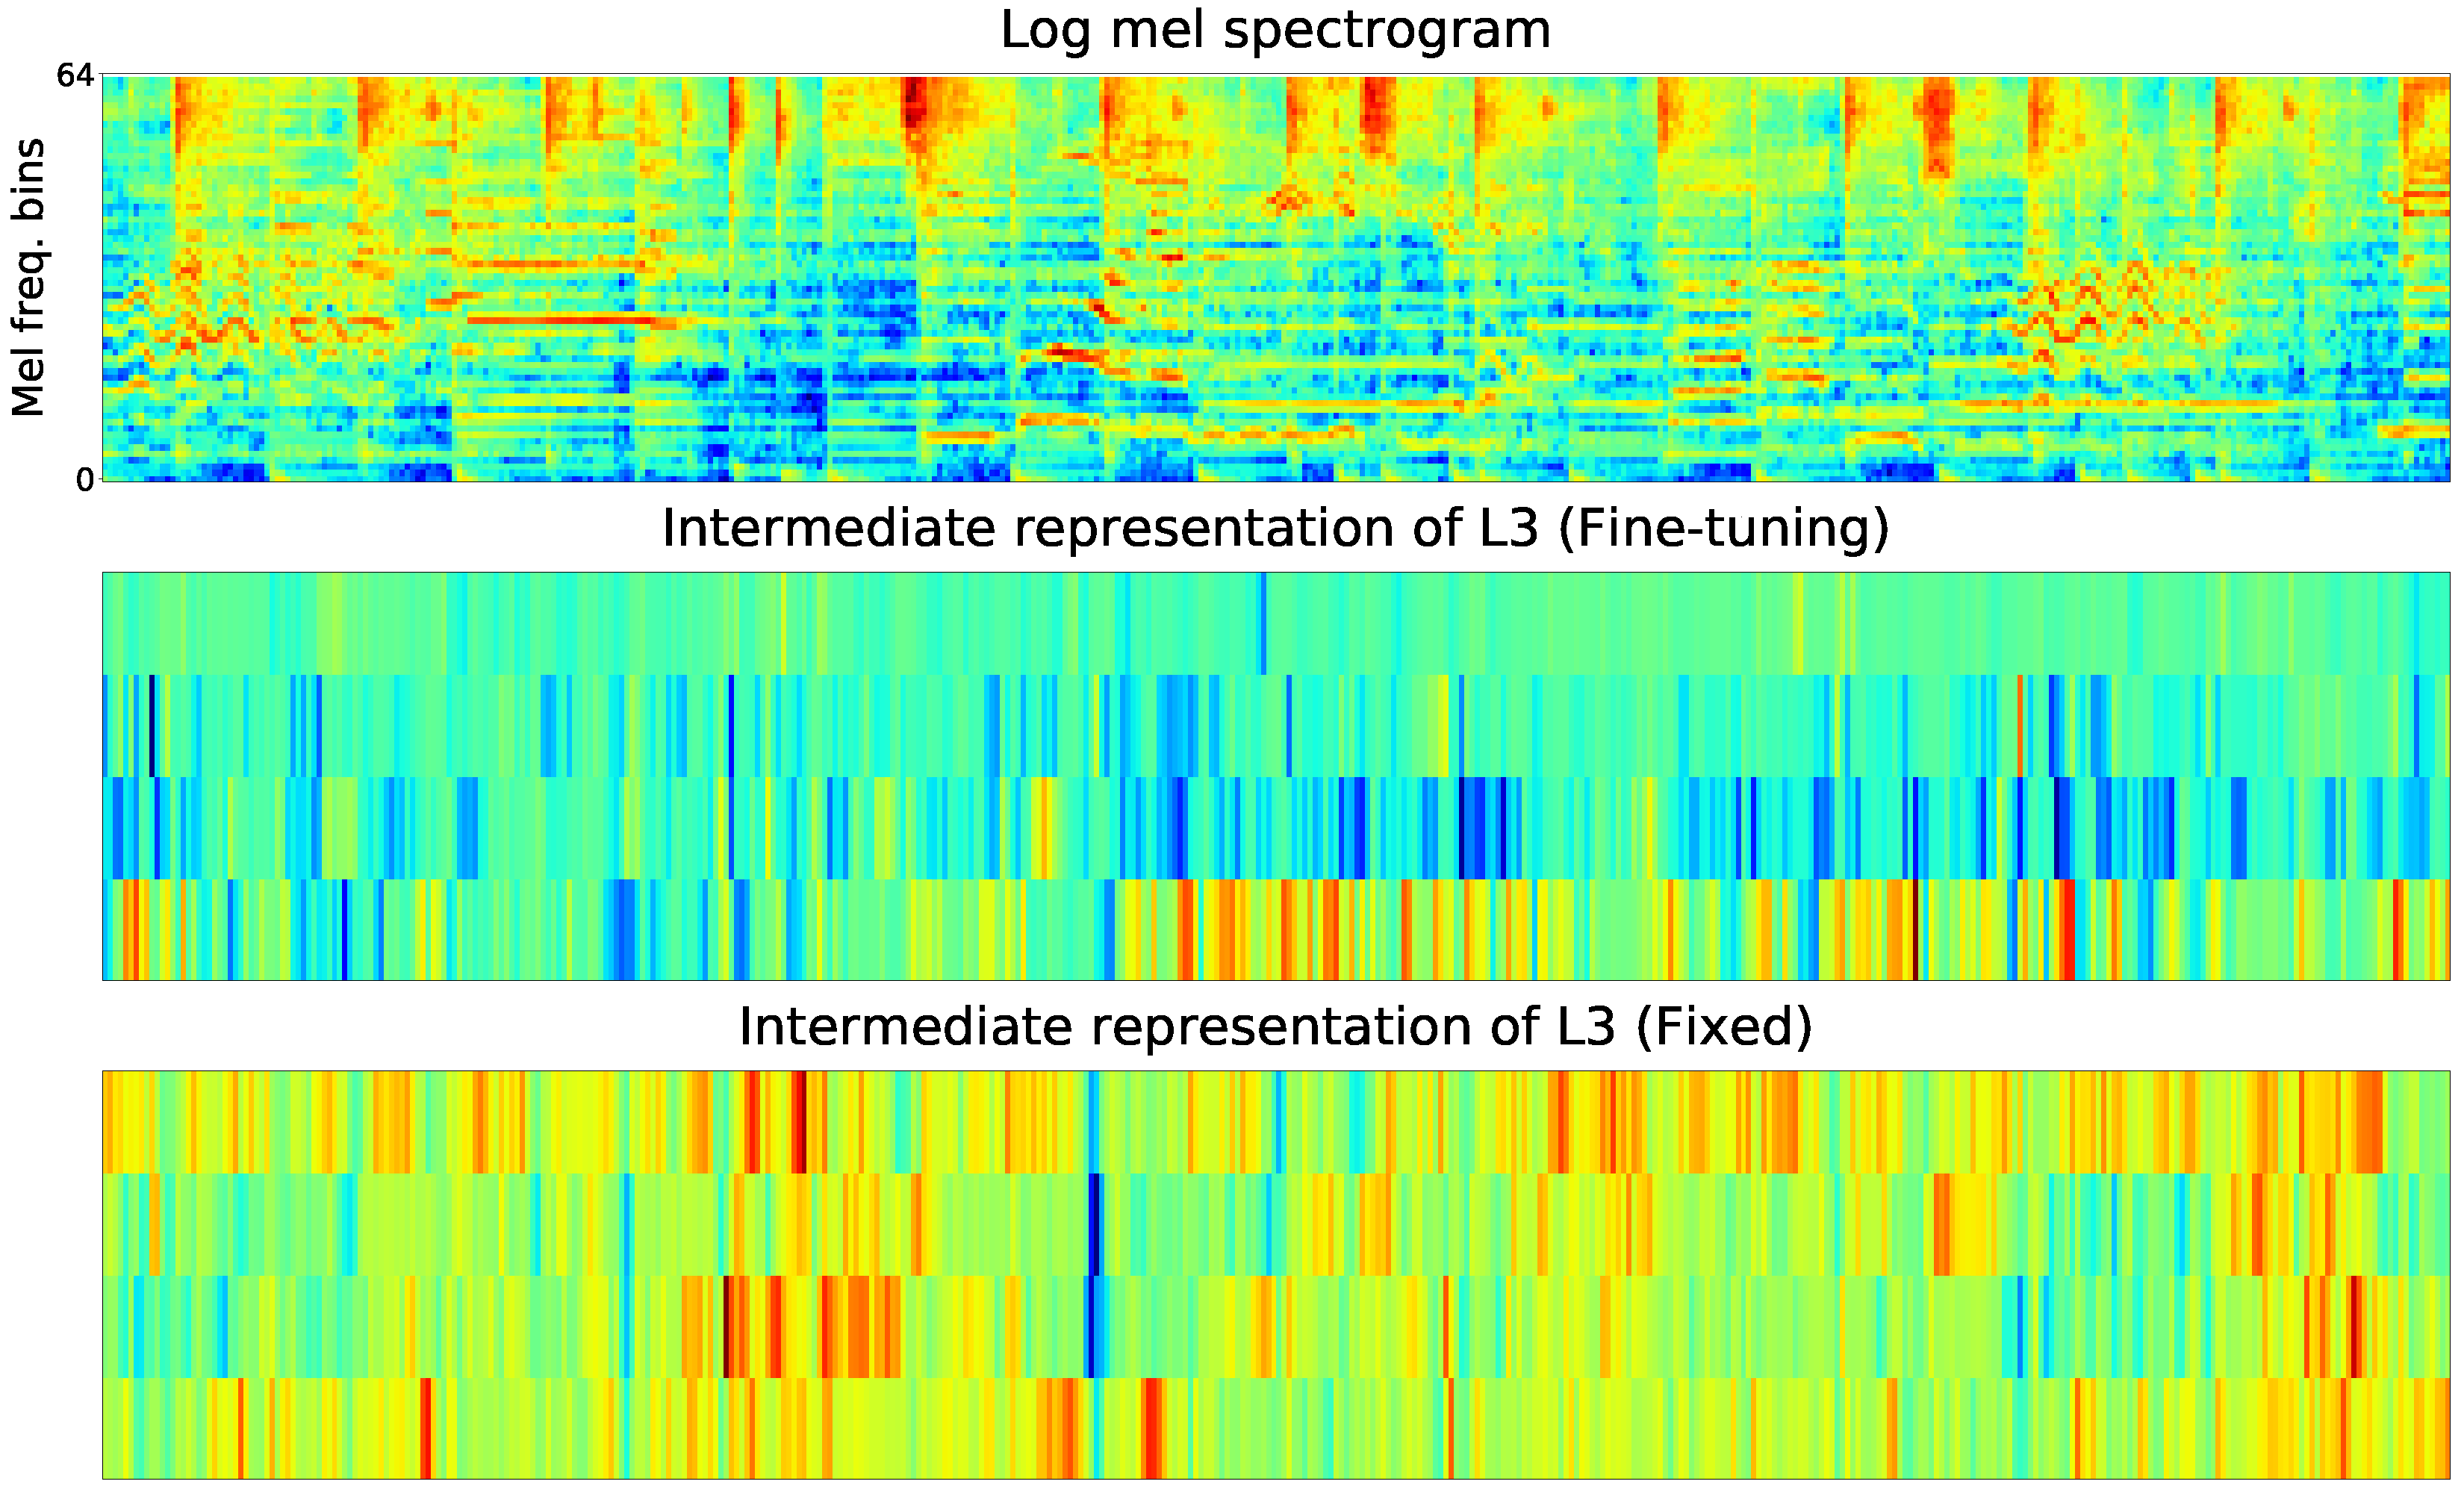 Log mel spectrogram
64
Mel freq. bins
0
Intermediate representation of L3 (Fine-tuning)
Intermediate representation of L3 (Fixed)